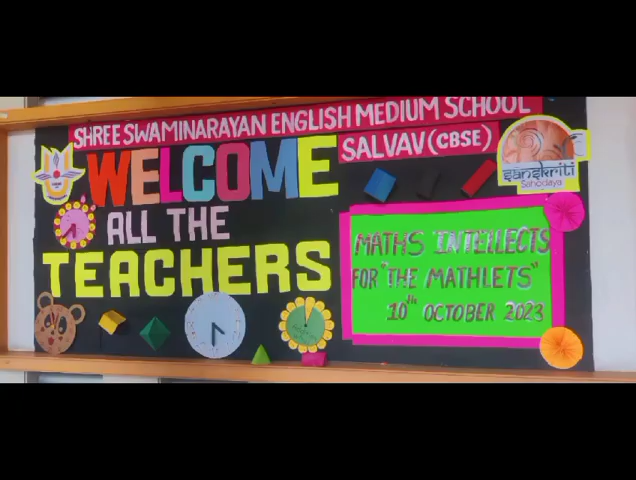 SHREE SWAMINARAYAN ENGLISH MEDIUM SCHOOL
SALVAV (CBSE)
WELCOME
ALL THE
TEACHERS
sanskriti
Sahodaya
MATHS INTELLECTS
FOR "THE MATHLETS"
10th OCTOBER 2023